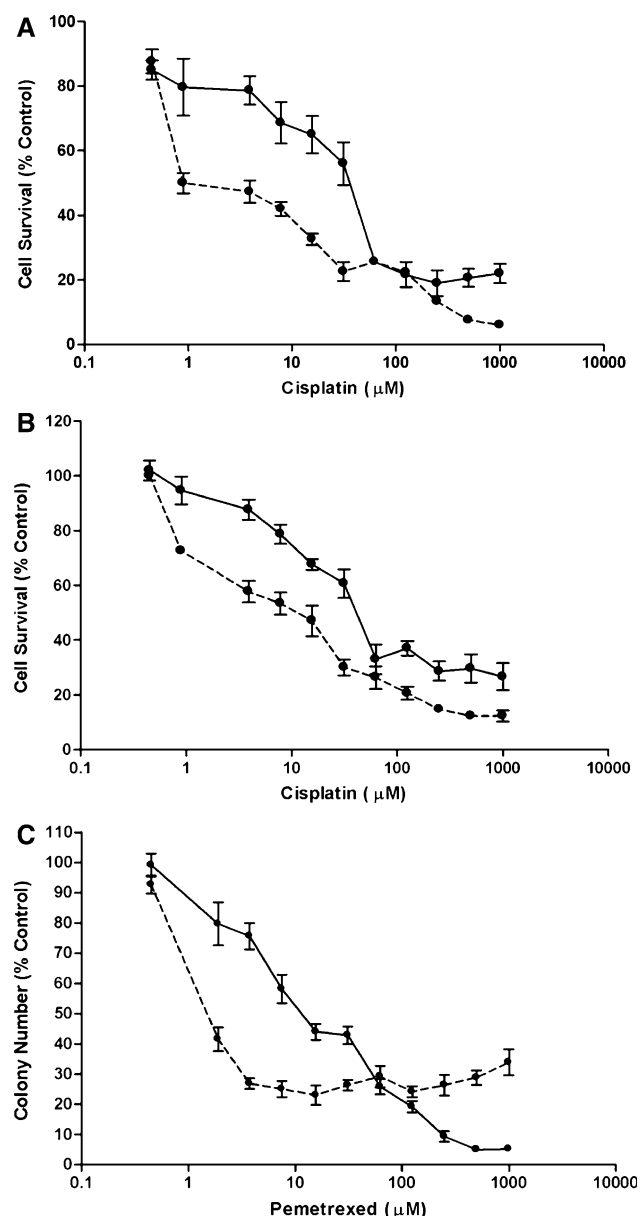 A
Cell Survival (% Control)
100
80
60
40
20
0
0.1 1 10 100 1000 10000
Cisplatin ( µM)
B
Cell Survival (% Control)
120
100
80
60
40
20
0
0.1 1 10 100 1000 10000
Cisplatin ( µM)
C
Colony Number (% Control)
110
100
90
80
70
60
50
40
30
20
10
0
0.1 1 10 100 1000 10000
Pemetrexed (µM)